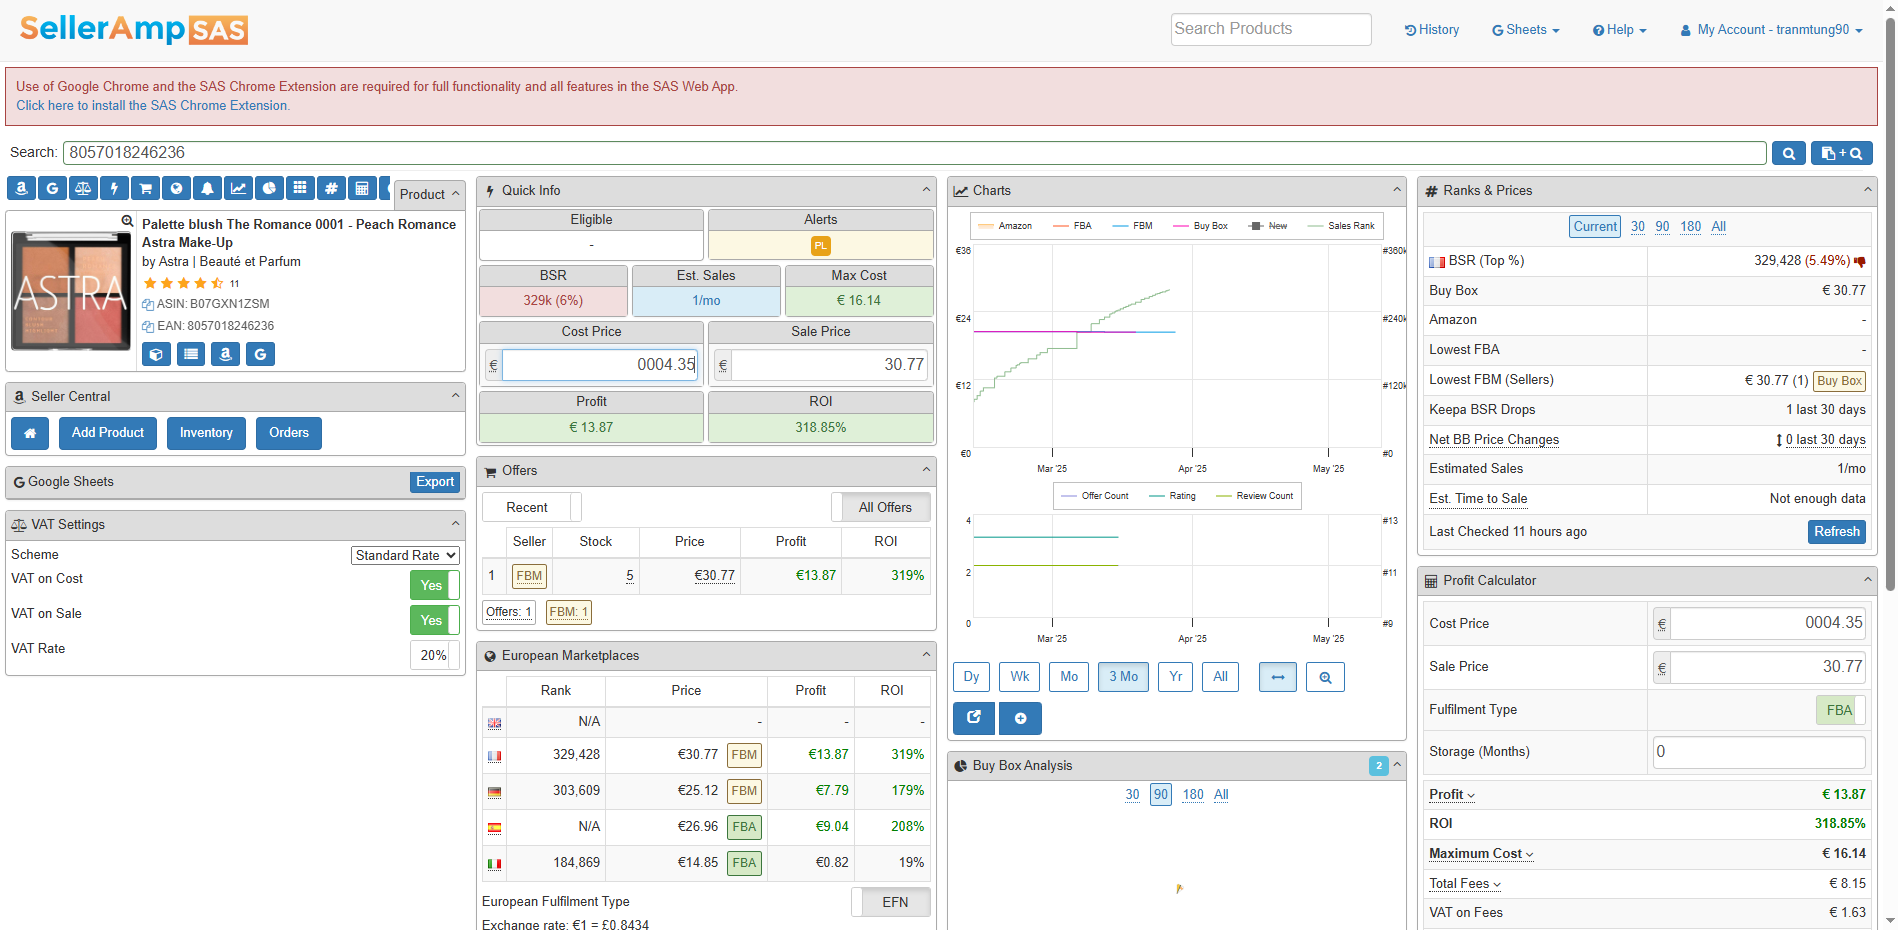 SellerAmp SAS
Search Products
History
Sheets
Help
My Account - tranmtung90
Use of Google Chrome and the SAS Chrome Extension are required for full functionality and all features in the SAS Web App.
Click here to install the SAS Chrome Extension.
Search: 8057018246236
Product
Palette blush The Romance 0001 - Peach Romance
Astra Make-Up
by Astra | Beauté et Parfum
11
ASIN: B07GXN1ZSM
EAN: 8057018246236
ASTRA
Seller Central
Add Product
Inventory
Orders
Google Sheets
Export
VAT Settings
Scheme
Standard Rate
VAT on Cost
Yes
VAT on Sale
Yes
VAT Rate
20%
Quick Info
Eligible
Alerts
-
PL
BSR
Est. Sales
Max Cost
329k (6%)
1/mo
€ 16.14
Cost Price
Sale Price
€ 0004.35
€ 30.77
Profit
ROI
€ 13.87
318.85%
Offers
Recent
All Offers
Seller Stock Price Profit ROI
1 FBM 5 €30.77 €13.87 319%
Offers: 1
FBM: 1
European Marketplaces
Rank Price Profit ROI
N/A - - -
329,428 €30.77 FBM €13.87 319%
303,609 €25.12 FBM €7.79 179%
N/A €26.96 FBA €9.04 208%
184,869 €14.85 FBA €0.82 19%
European Fulfilment Type
EFN
Exchange rate: €1 = £0.8434
Charts
Amazon FBA FBM Buy Box New Sales Rank
€36
#360k
€24
#240k
€12
#120k
€0
#0
Mar '25
Apr '25
May '25
Offer Count Rating Review Count
4
#13
2
#11
0
#9
Mar '25
Apr '25
May '25
Dy
Wk
Mo
3 Mo
Yr
All
Buy Box Analysis
2
30 90 180 All
Ranks & Prices
Current 30 90 180 All
BSR (Top %) 329,428 (5.49%)
Buy Box € 30.77
Amazon -
Lowest FBA -
Lowest FBM (Sellers) € 30.77 (1) Buy Box
Keepa BSR Drops 1 last 30 days
Net BB Price Changes 0 last 30 days
Estimated Sales 1/mo
Est. Time to Sale Not enough data
Last Checked 11 hours ago
Refresh
Profit Calculator
Cost Price € 0004.35
Sale Price € 30.77
Fulfilment Type FBA
Storage (Months) 0
Profit € 13.87
ROI 318.85%
Maximum Cost € 16.14
Total Fees € 8.15
VAT on Fees € 1.63